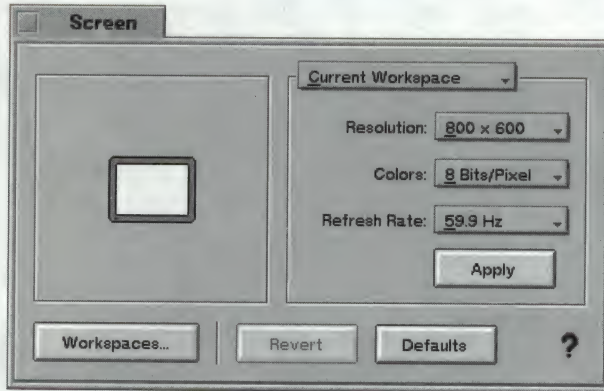 Screen
Current Workspace
Resolution: 800 × 600
Colors: 8 Bits/Pixel
Refresh Rate: 59.9 Hz
Apply
Workspaces...
Revert
Defaults
?